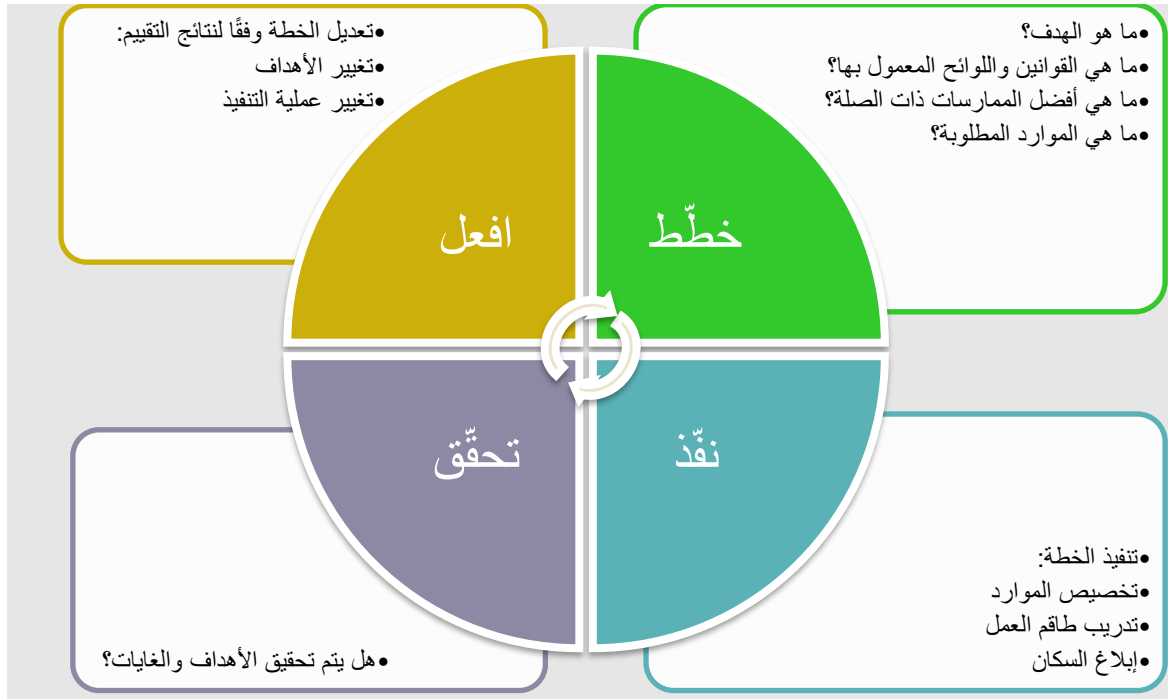 •ما هو الهدف؟
•ما هي القوانين واللوائح المعمول بها؟
•ما هي أفضل الممارسات ذات الصلة؟
•ما هي الموارد المطلوبة؟
خطّط
نفّذ
•تنفيذ الخطة:
•تخصيص الموارد
•تدريب طاقم العمل
•إبلاغ السكان
تحقّق
•هل يتم تحقيق الأهداف والغايات؟
افعل
•تعديل الخطة وفقًا لنتائج التقييم:
•تغيير الأهداف
•تغيير عملية التنفيذ